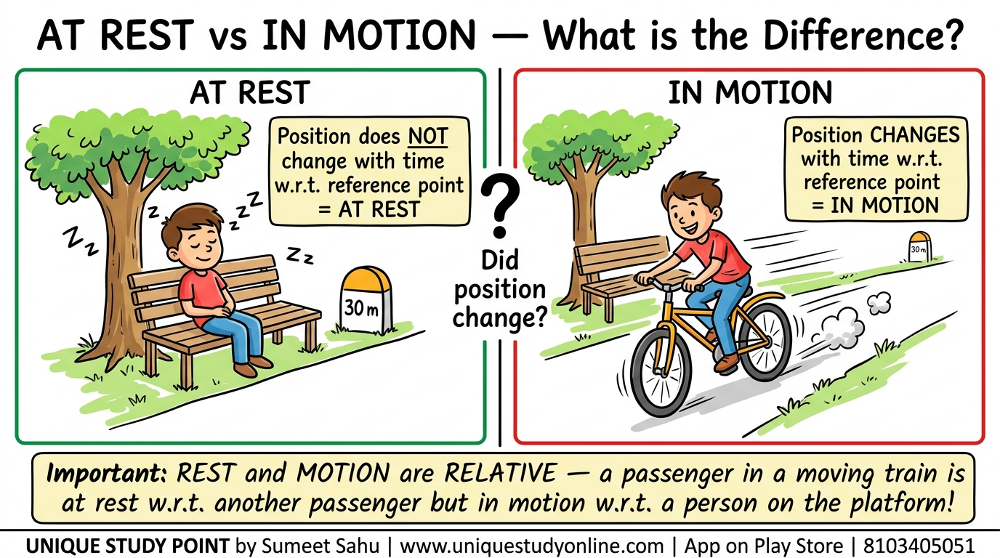 AT REST vs IN MOTION — What is the Difference?
AT REST
Position does NOT
change with time
w.r.t. reference point
= AT REST
z
zzzz
Zzz
Zz
30 m
?
Did
position
change?
IN MOTION
Position CHANGES
with time w.r.t.
reference point
= IN MOTION
30 m
Important: REST and MOTION are RELATIVE — a passenger in a moving train is
at rest w.r.t. another passenger but in motion w.r.t. a person on the platform!
UNIQUE STUDY POINT by Sumeet Sahu | www.uniquestudyonline.com | App on Play Store | 8103405051